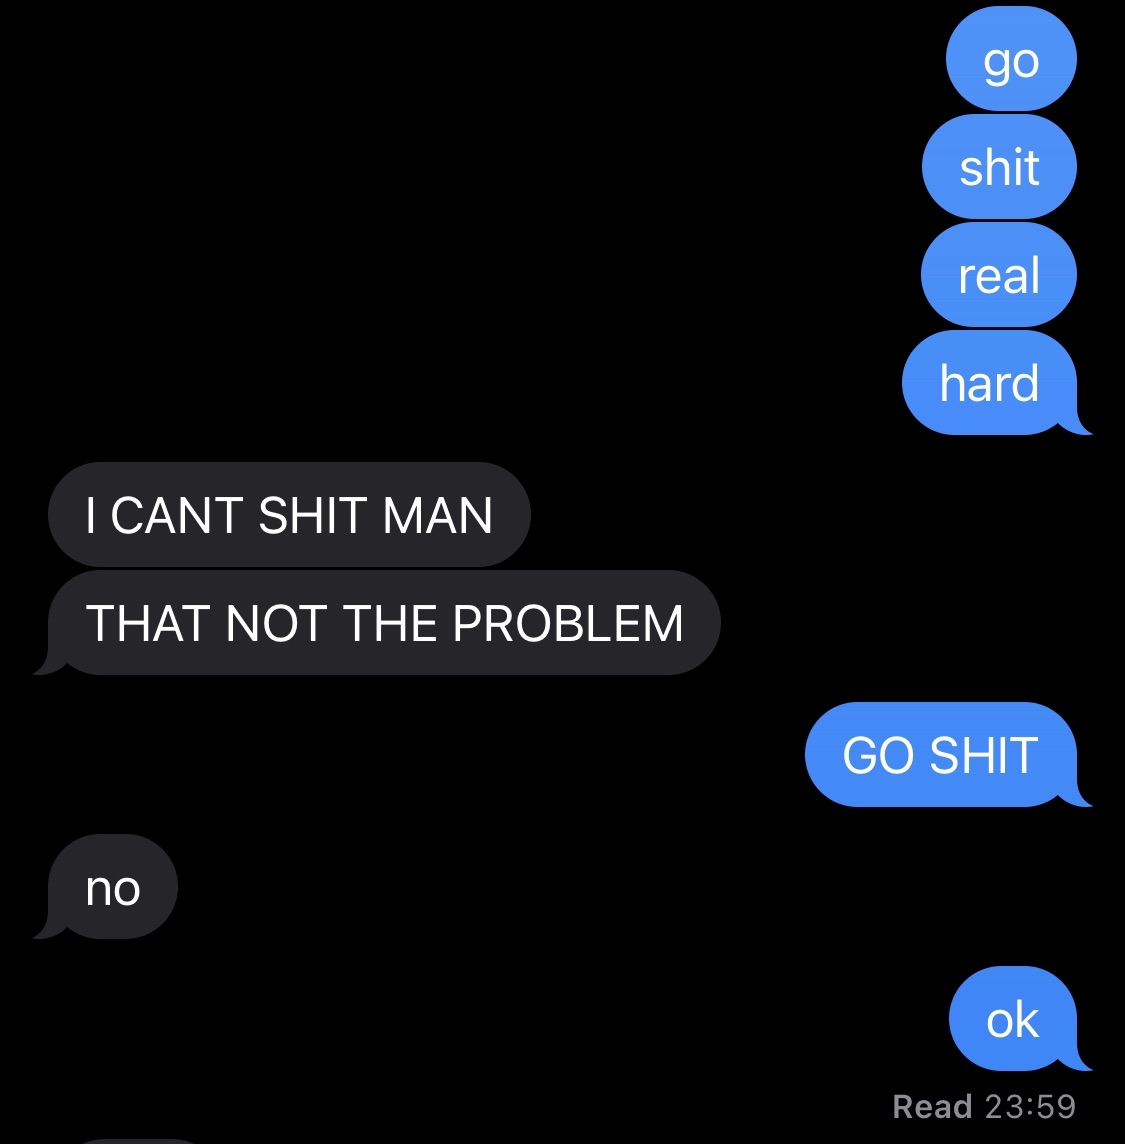 go
shit
real
hard
I CANT SHIT MAN
THAT NOT THE PROBLEM
GO SHIT
no
ok
Read 23:59